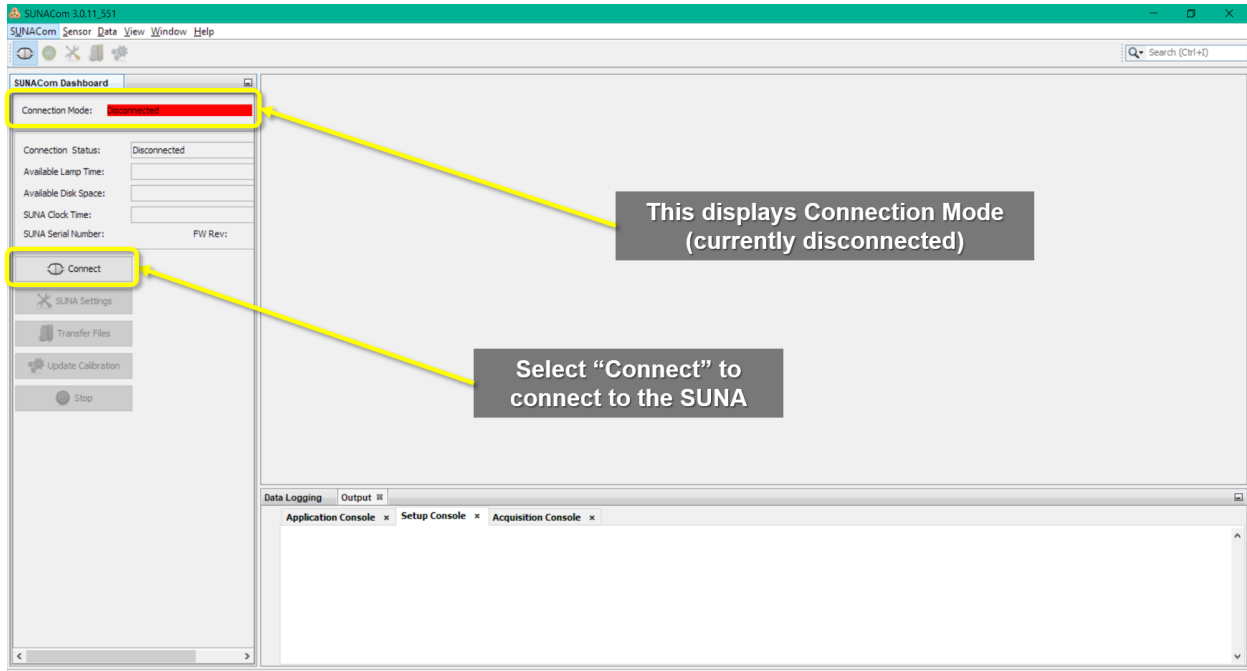 SUNACom 3.0.11_551
SUNACom Sensor Data View Window Help
Search (Ctrl+I)
SUNACom Dashboard
Connection Mode: Disconnected
Connection Status: Disconnected
Available Lamp Time:
Available Disk Space:
SUNA Clock Time:
SUNA Serial Number: FW Rev:
Connect
SUNA Settings
Transfer Files
Update Calibration
Stop
This displays Connection Mode
(currently disconnected)
Select “Connect” to
connect to the SUNA
Data Logging Output
Application Console × Setup Console × Acquisition Console ×